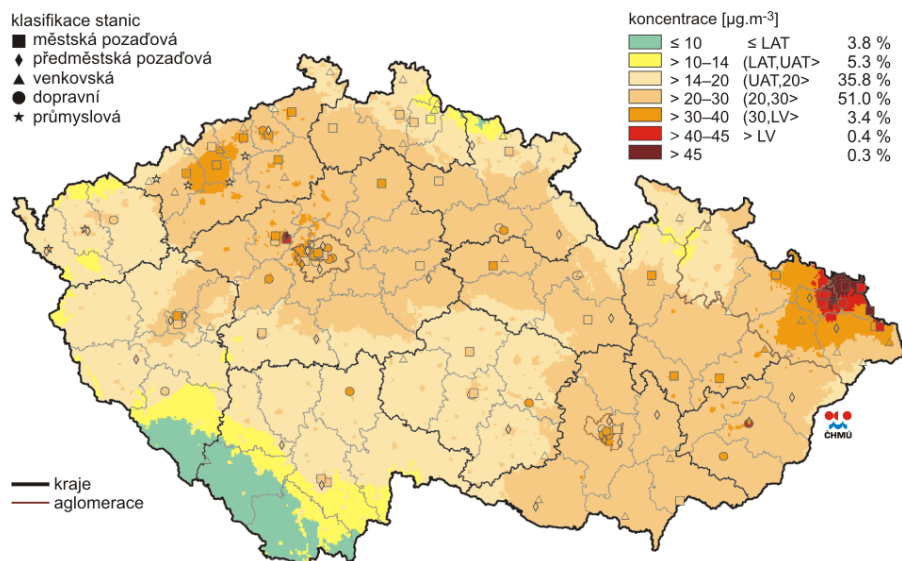 klasifikace stanic
městská pozaďová
předměstská pozaďová
venkovská
dopravní
průmyslová
koncentrace [µg.m⁻³]
≤ 10 ≤ LAT 3.8 %
> 10–14 (LAT,UAT> 5.3 %
> 14–20 (UAT,20> 35.8 %
> 20–30 (20,30> 51.0 %
> 30–40 (30,LV> 3.4 %
> 40–45 > LV 0.4 %
> 45 0.3 %
ČHMÚ
kraje
aglomerace